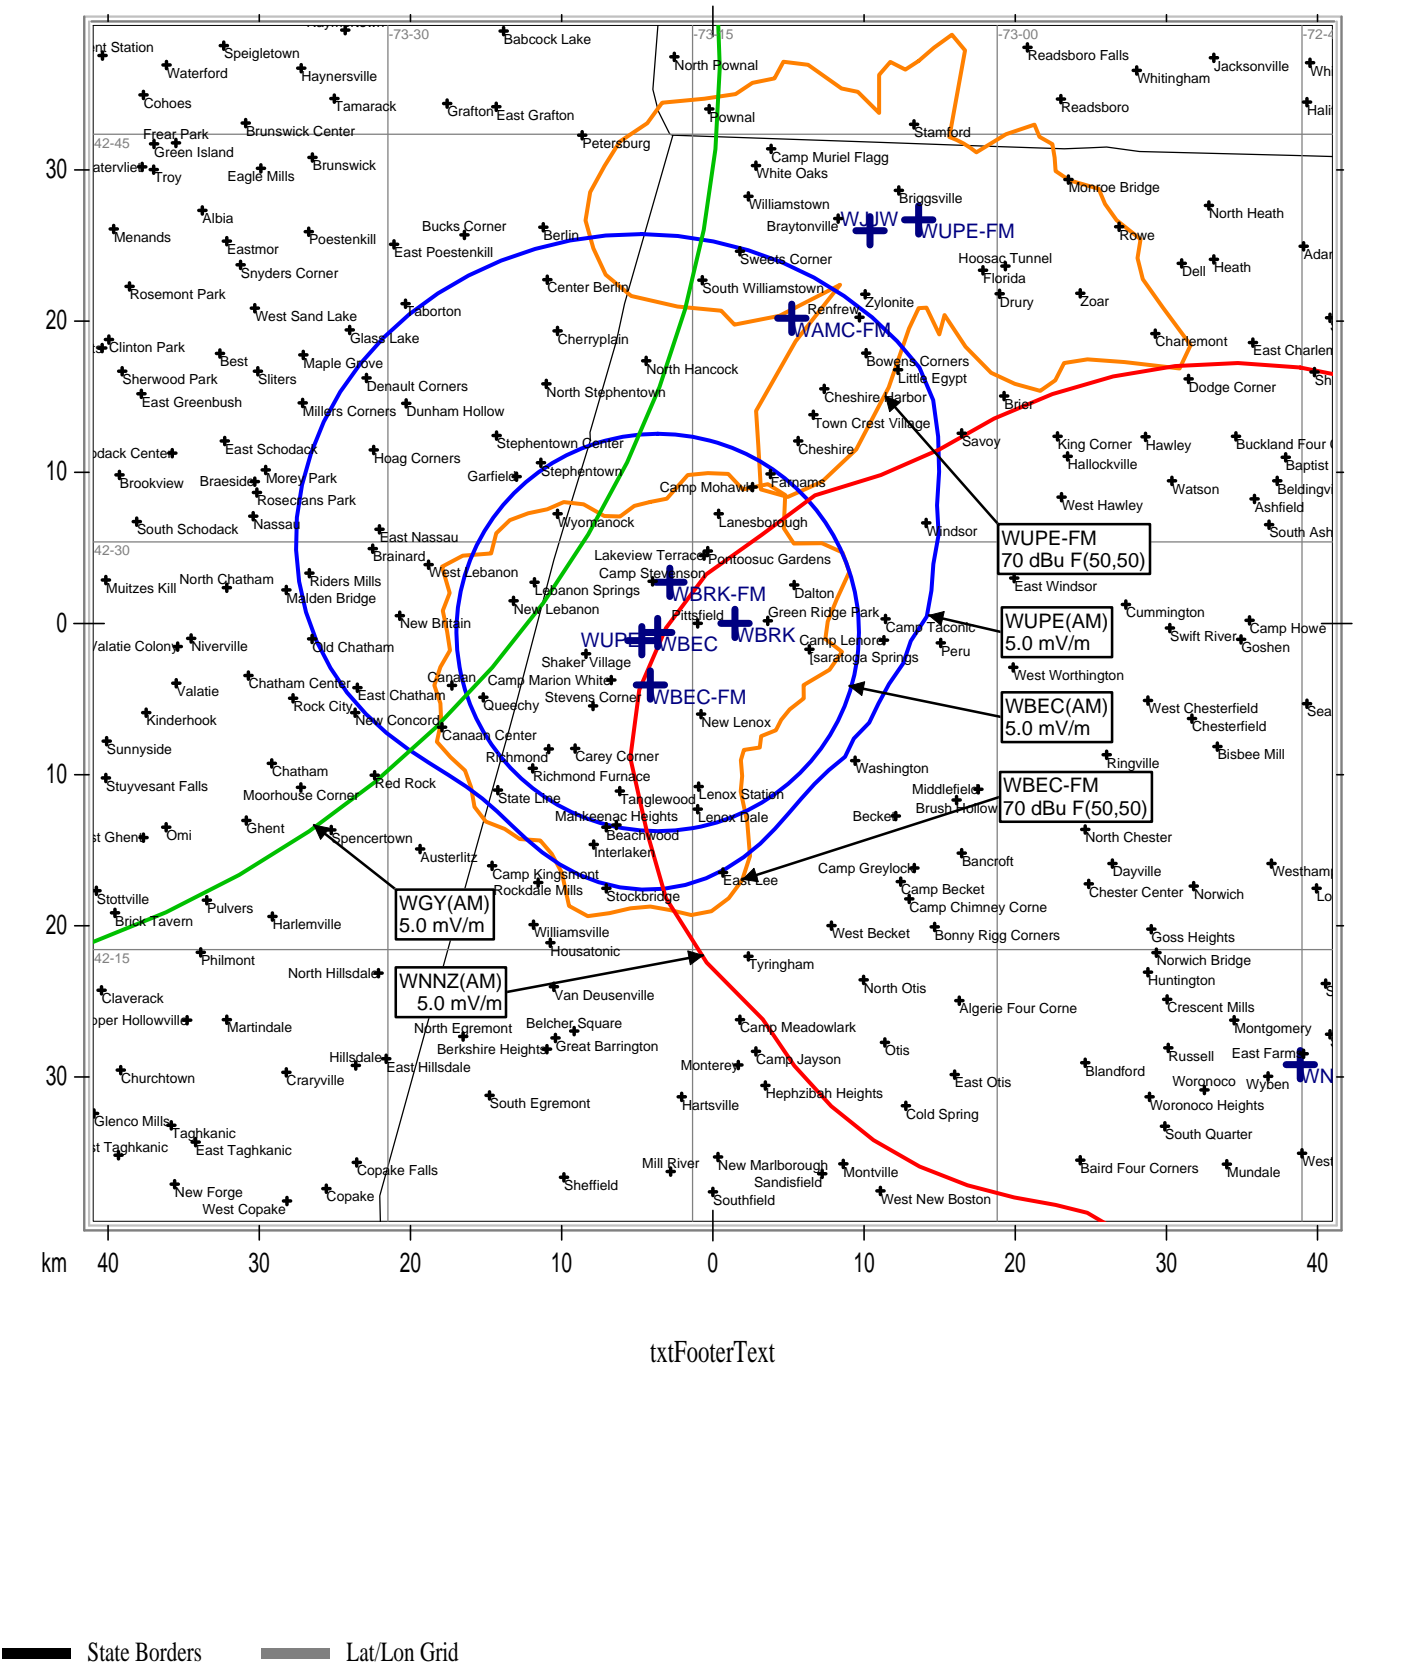 -73-30
-73-15
-73-00
Babcock Lake
Speigletown
Waterford
Haynersville
North Pownal
Readsboro Falls
Whitingham
Jacksonville
Cohoes
Tamarack
Grafton
East Grafton
Pownal
Readsboro
Brunswick Center
Petersburg
Stamford
Frear Park
42-45
Green Island
Troy
Eagle Mills
Brunswick
Camp Muriel Flagg
White Oaks
Monroe Bridge
30
Albia
Williamstown
Briggsville
North Heath
Menands
Poestenkill
Bucks Corner
Berlin
Braytonville
WJJW
WUPE-FM
Rowe
Eastmor
East Poestenkill
Snyders Corner
Sweets Corner
Hoosac Tunnel
Florida
Dell
Heath
Rosemont Park
Center Berlin
South Williamstown
Zylonite
Drury
Zoar
West Sand Lake
Taborton
Renfrew
20
WAMC-FM
Clinton Park
Glass Lake
Cherryplain
Charlemont
East Charlem
Best
Maple Grove
North Hancock
Bowens Corners
Sherwood Park
Sliters
Denault Corners
North Stephentown
Little Egypt
Dodge Corner
East Greenbush
Millers Corners
Dunham Hollow
Cheshire Harbor
Brier
Town Crest Village
East Schodack
Stephentown Center
Cheshire
Savoy
King Corner
Hawley
Buckland Four
odack Center
Hoag Corners
Hallockville
Baptist
10
Brookview
Braeside
Morey Park
Garfield
Stephentown
Camp Mohawk
Farnams
Watson
Beldingvi
Rosecrans Park
West Hawley
Ashfield
South Schodack
Nassau
East Nassau
Wyomanock
Lanesborough
Windsor
South Ash
42-30
WUPE-FM
70 dBu F(50,50)
Brainard
West Lebanon
Lakeview Terrace
Pontoosuc Gardens
Camp Stevenson
Muitzes Kill
North Chatham
Riders Mills
Malden Bridge
Lebanon Springs
WBRK-FM
Dalton
East Windsor
New Lebanon
Green Ridge Park
Cummington
0
New Britain
Pittsfield
WBRK
Camp Taconic
WUPE(AM)
5.0 mV/m
Swift River
Camp Howe
Valatie Colony
Niverville
Old Chatham
WUPE
WBEC
Camp Lenore
Peru
Goshen
Shaker Village
[saratoga Springs
Valatie
Chatham Center
East Chatham
Canaan
Camp Marion White
West Worthington
Rock City
Queechy
Stevens Corner
WBEC-FM
WBEC(AM)
5.0 mV/m
West Chesterfield
Kinderhook
New Concord
Canaan Center
New Lenox
Chesterfield
Sunnyside
Richmond
Carey Corner
Bisbee Mill
10
Chatham
Red Rock
Richmond Furnace
Washington
Ringville
Stuyvesant Falls
Moorhouse Corner
State Line
Tanglewood
Lenox Station
Middlefield
Brush Hollow
WBEC-FM
70 dBu F(50,50)
Mahkeenac Heights
Lenox Dale
Becket
Omi
Ghent
Spencertown
Beachwood
North Chester
Austerlitz
Interlaken
Bancroft
Camp Kingsmont
Camp Greylock
Dayville
Westham
Stottville
WGY(AM)
5.0 mV/m
Rockdale Mills
Stockbridge
East Lee
Camp Becket
Chester Center
Norwich
Pulvers
Camp Chimney Corne
20
Brick Tavern
Harlemville
Williamsville
West Becket
Bonny Rigg Corners
Goss Heights
42-15
Philmont
North Hillsdale
Housatonic
Tyringham
Norwich Bridge
WNNZ(AM)
5.0 mV/m
Huntington
Claverack
Van Deusenville
North Otis
Algerie Four Corne
Crescent Mills
oper Hollowville
Martindale
North Egremont
Belcher Square
Camp Meadowlark
Montgomery
Berkshire Heights
Great Barrington
Otis
Russell
East Farms
30
Churchtown
Hillsdale
East Hillsdale
Craryville
Monterey
Camp Jayson
Blandford
Woronoco
Wyben
WN
South Egremont
Hartsville
Hephzibah Heights
East Otis
Woronoco Heights
Glenco Mills
Taghkanic
Cold Spring
South Quarter
st Taghkanic
East Taghkanic
Copake Falls
Mill River
New Marlborough
Montville
Baird Four Corners
Mundale
West
New Forge
West Copake
Copake
Sheffield
Southfield
Sandisfield
West New Boston
km 40 30 20 10 0 10 20 30 40
txtFooterText
State Borders Lat/Lon Grid